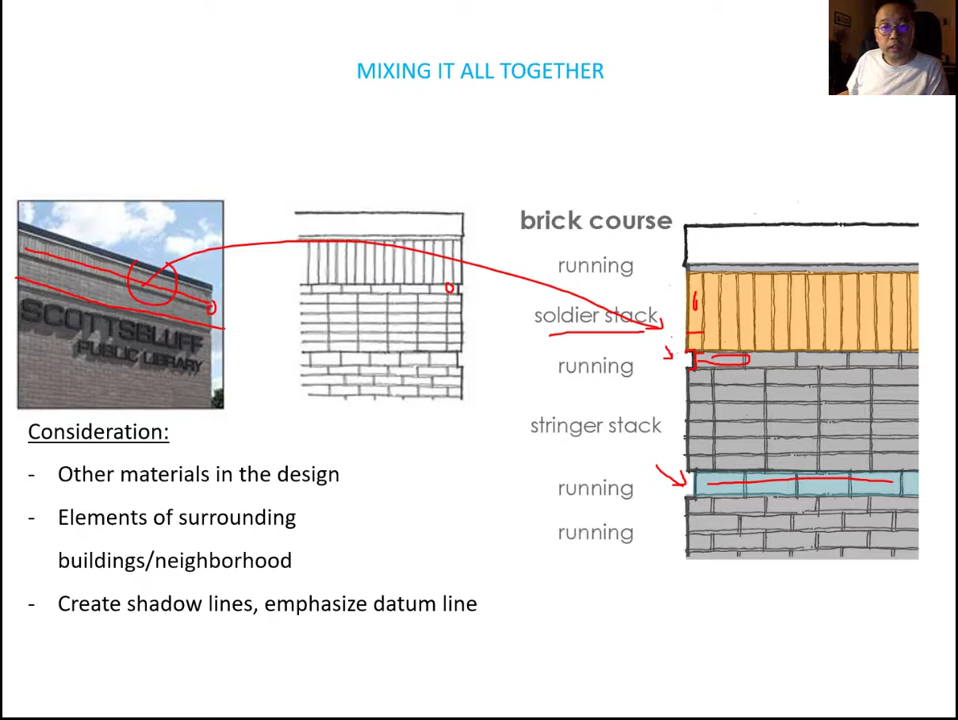 MIXING IT ALL TOGETHER
brick course
running
soldier stack
running
stringer stack
running
running
SCOTTSBLUFF
PUBLIC LIBRARY
Consideration:
- Other materials in the design
- Elements of surrounding
buildings/neighborhood
- Create shadow lines, emphasize datum line